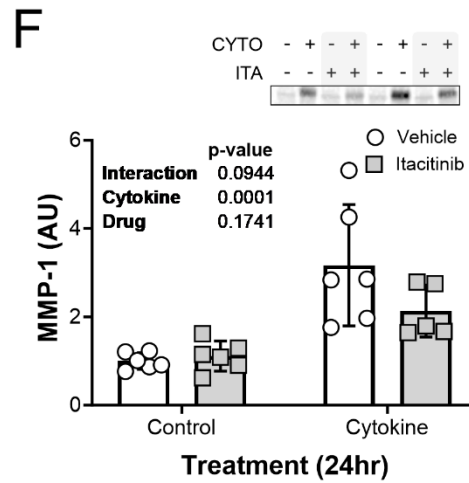 F
CYTO - + - + - + - +
ITA - - + + - - + +
Vehicle
Itacitinib
p-value
Interaction 0.0944
Cytokine 0.0001
Drug 0.1741
MMP-1 (AU)
6
4
2
0
Control Cytokine
Treatment (24hr)